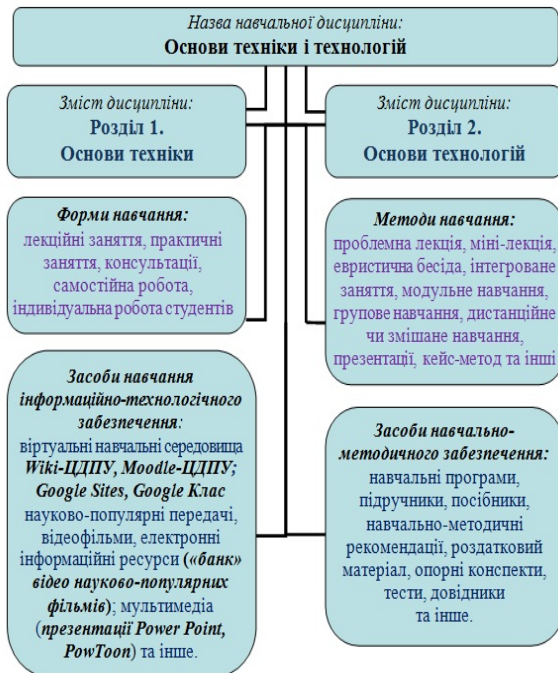 Назва навчальної дисципліни:
Основи техніки і технологій
Зміст дисципліни:
Розділ 1.
Основи техніки
Зміст дисципліни:
Розділ 2.
Основи технологій
Форми навчання:
лекційні заняття, практичні
заняття, консультації,
самостійна робота,
індивідуальна робота студентів
Методи навчання:
проблемна лекція, міні-лекція,
евристична бесіда, інтегроване
заняття, модульне навчання,
групове навчання, дистанційне
чи змішане навчання,
презентації, кейс-метод та інші
Засоби навчання
інформаційно-технологічного
забезпечення:
віртуальні навчальні середовища
Wiki-ЦДПУ, Moodle-ЦДПУ;
Google Sites, Google Клас
науково-популярні передачі,
відеофільми, електронні
інформаційні ресурси («банк»
відео науково-популярних
фільмів); мультимедіа
(презентації Power Point,
PowToon) та інше.
Засоби навчально-
методичного забезпечення:
навчальні програми,
підручники, посібники,
навчально-методичні
рекомендації, роздатковий
матеріал, опорні конспекти,
тести, довідники
та інше.